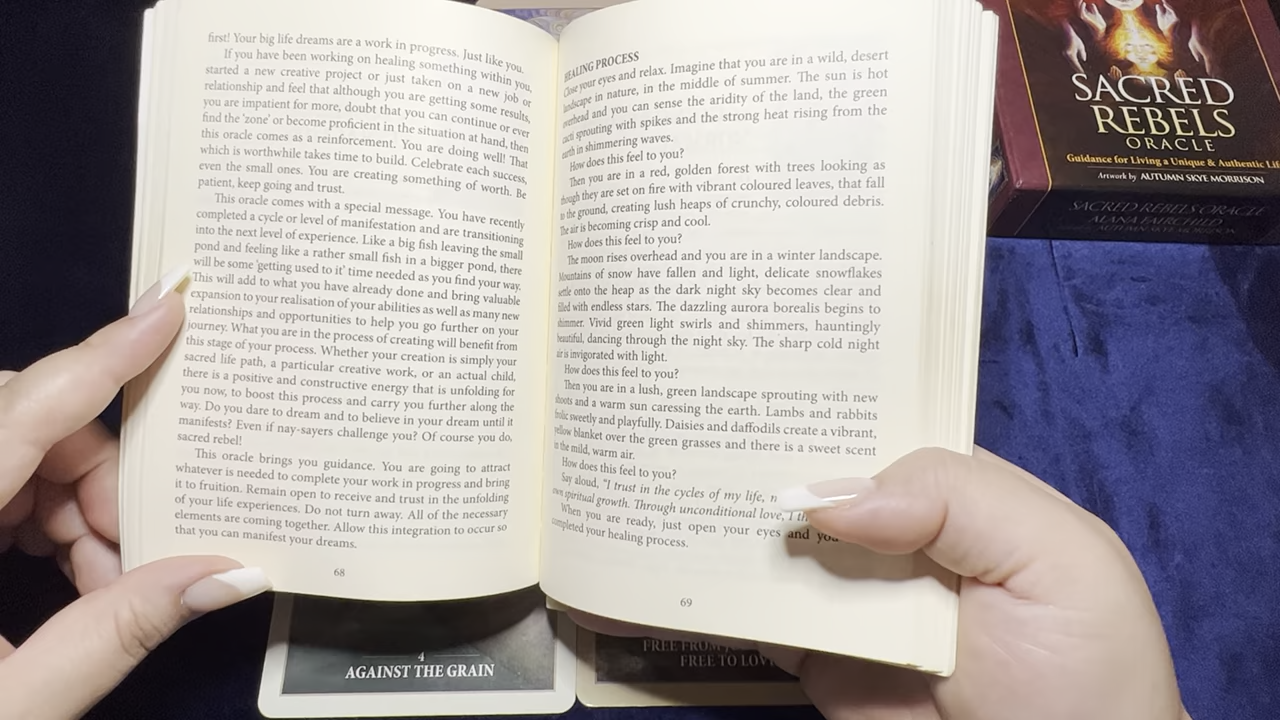 first! Your big life dreams are a work in progress. Just like you.
If you have been working on healing something within you,
started a new creative project or just taken on a new job or
relationship and feel that although you are getting some results,
you are impatient for more, doubt that you can continue or ever
find the 'zone' or become proficient in the situation at hand, then
this oracle comes as a reinforcement. You are doing well! That
which is worthwhile takes time to build. Celebrate each success,
even the small ones. You are creating something of worth. Be
patient, keep going and trust.
This oracle comes with a special message. You have recently
completed a cycle or level of manifestation and are transitioning
into the next level of experience. Like a big fish leaving the small
pond and feeling like a rather small fish in a bigger pond, there
will be some 'getting used to it' time needed as you find your way.
This will add to what you have already done and bring valuable
expansion to your realisation of your abilities as well as many new
relationships and opportunities to help you go further on your
journey. What you are in the process of creating will benefit from
this stage of your process. Whether your creation is simply your
sacred life path, a particular creative work, or an actual child,
there is a positive and constructive energy that is unfolding for
you now, to boost this process and carry you further along the
way. Do you dare to dream and to believe in your dream until it
manifests? Even if nay-sayers challenge you? Of course you do,
sacred rebel!
This oracle brings you guidance. You are going to attract
whatever is needed to complete your work in progress and bring
it to fruition. Remain open to receive and trust in the unfolding
of your life experiences. Do not turn away. All of the necessary
elements are coming together. Allow this integration to occur so
that you can manifest your dreams.
68
HEALING PROCESS
Close your eyes and relax. Imagine that you are in a wild, desert
landscape in nature, in the middle of summer. The sun is hot
overhead and you can sense the aridity of the land, the green
cacti sprouting with spikes and the strong heat rising from the
earth in shimmering waves.
How does this feel to you?
Then you are in a red, golden forest with trees looking as
though they are set on fire with vibrant coloured leaves, that fall
to the ground, creating lush heaps of crunchy, coloured debris.
The air is becoming crisp and cool.
How does this feel to you?
The moon rises overhead and you are in a winter landscape.
Mountains of snow have fallen and light, delicate snowflakes
settle onto the heap as the dark night sky becomes clear and
filled with endless stars. The dazzling aurora borealis begins to
shimmer. Vivid green light swirls and shimmers, hauntingly
beautiful, dancing through the night sky. The sharp cold night
air is invigorated with light.
How does this feel to you?
Then you are in a lush, green landscape sprouting with new
shoots and a warm sun caressing the earth. Lambs and rabbits
frolic sweetly and playfully. Daisies and daffodils create a vibrant,
yellow blanket over the green grasses and there is a sweet scent
in the mild, warm air.
How does this feel to you?
Say aloud, "I trust in the cycles of my life,
own spiritual growth. Through unconditional love, I
When you are ready, just open your eyes and
completed your healing process.
69
SACRED
REBELS
ORACLE
Guidance for Living a Unique & Authentic
Artwork by AUTUMN SKYE MORRISON
SACRED REBELS ORACLE
ALANA FAIRCHILD
AUTUMN SKYE MORRISON
4
AGAINST THE GRAIN
FREE FROM
FREE TO